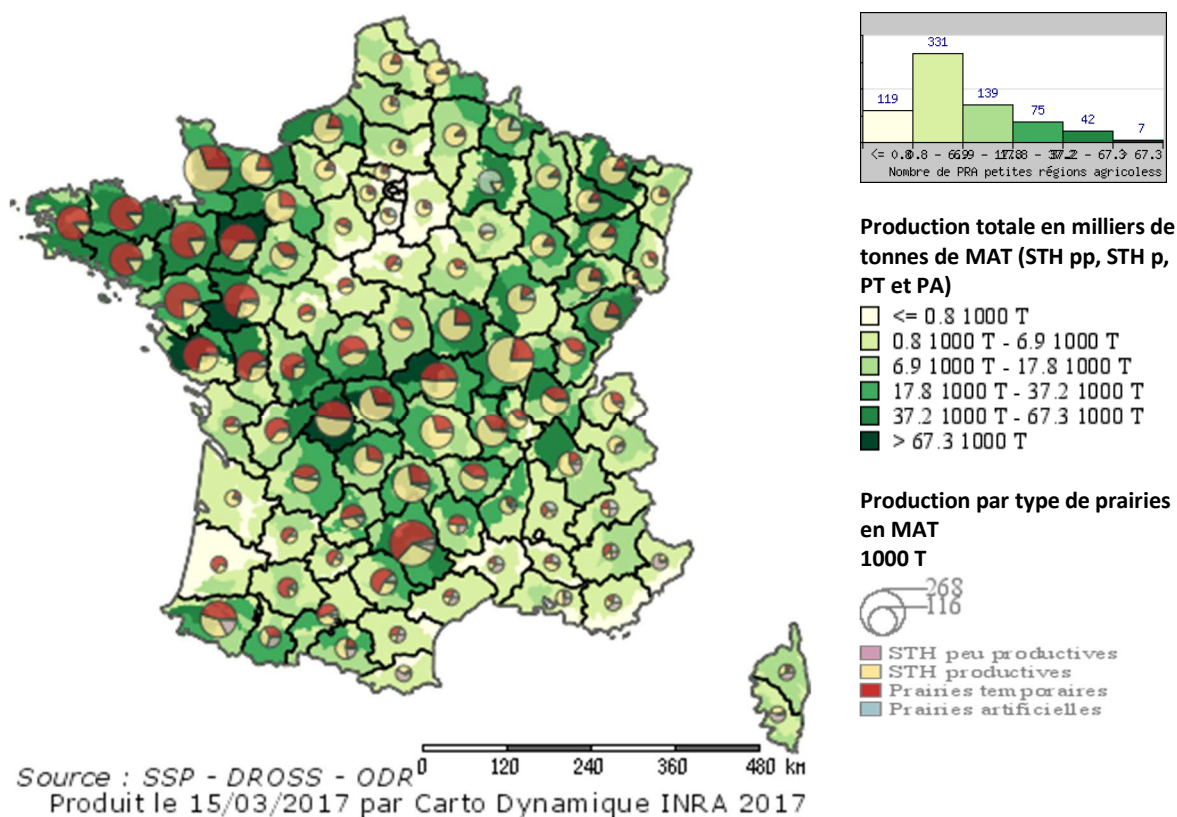 119
331
139
75
42
7
<= 0.8
> 67.3
Nombre de PRA petites régions agricoless
Production totale en milliers de
tonnes de MAT (STH pp, STH p,
PT et PA)
<= 0.8 1000 T
0.8 1000 T - 6.9 1000 T
6.9 1000 T - 17.8 1000 T
17.8 1000 T - 37.2 1000 T
37.2 1000 T - 67.3 1000 T
> 67.3 1000 T
Production par type de prairies
en MAT
1000 T
268
116
STH peu productives
STH productives
Prairies temporaires
Prairies artificielles
0 120 240 360 480 km
Source : SSP - DROSS - ODR
Produit le 15/03/2017 par Carto Dynamique INRA 2017